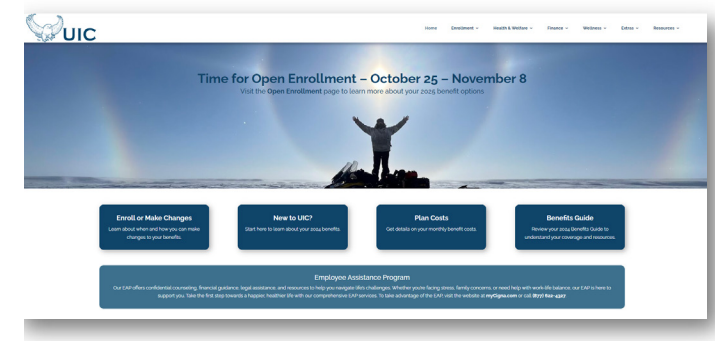 UIC
Home Enrollment Health & Welfare Finance Wellness Extras Resources
Time for Open Enrollment – October 25 – November 8
Visit the Open Enrollment page to learn more about your 2025 benefit options
Enroll or Make Changes
Learn about when and how you can make
changes to your benefits.
New to UIC?
Start here to learn about your 2024 benefits.
Plan Costs
Get details on your monthly benefit costs.
Benefits Guide
Review your 2024 Benefits Guide to
understand your coverage and resources.
Employee Assistance Program
Our EAP offers confidential counseling, financial guidance, legal assistance, and resources to help you navigate life's challenges. Whether you're facing stress, family concerns, or need help with work-life balance, our EAP is here to
support you. Take the first step towards a happier, healthier life with our comprehensive EAP services. To take advantage of the EAP, visit the website at myCigna.com or call (877) 622-4327.